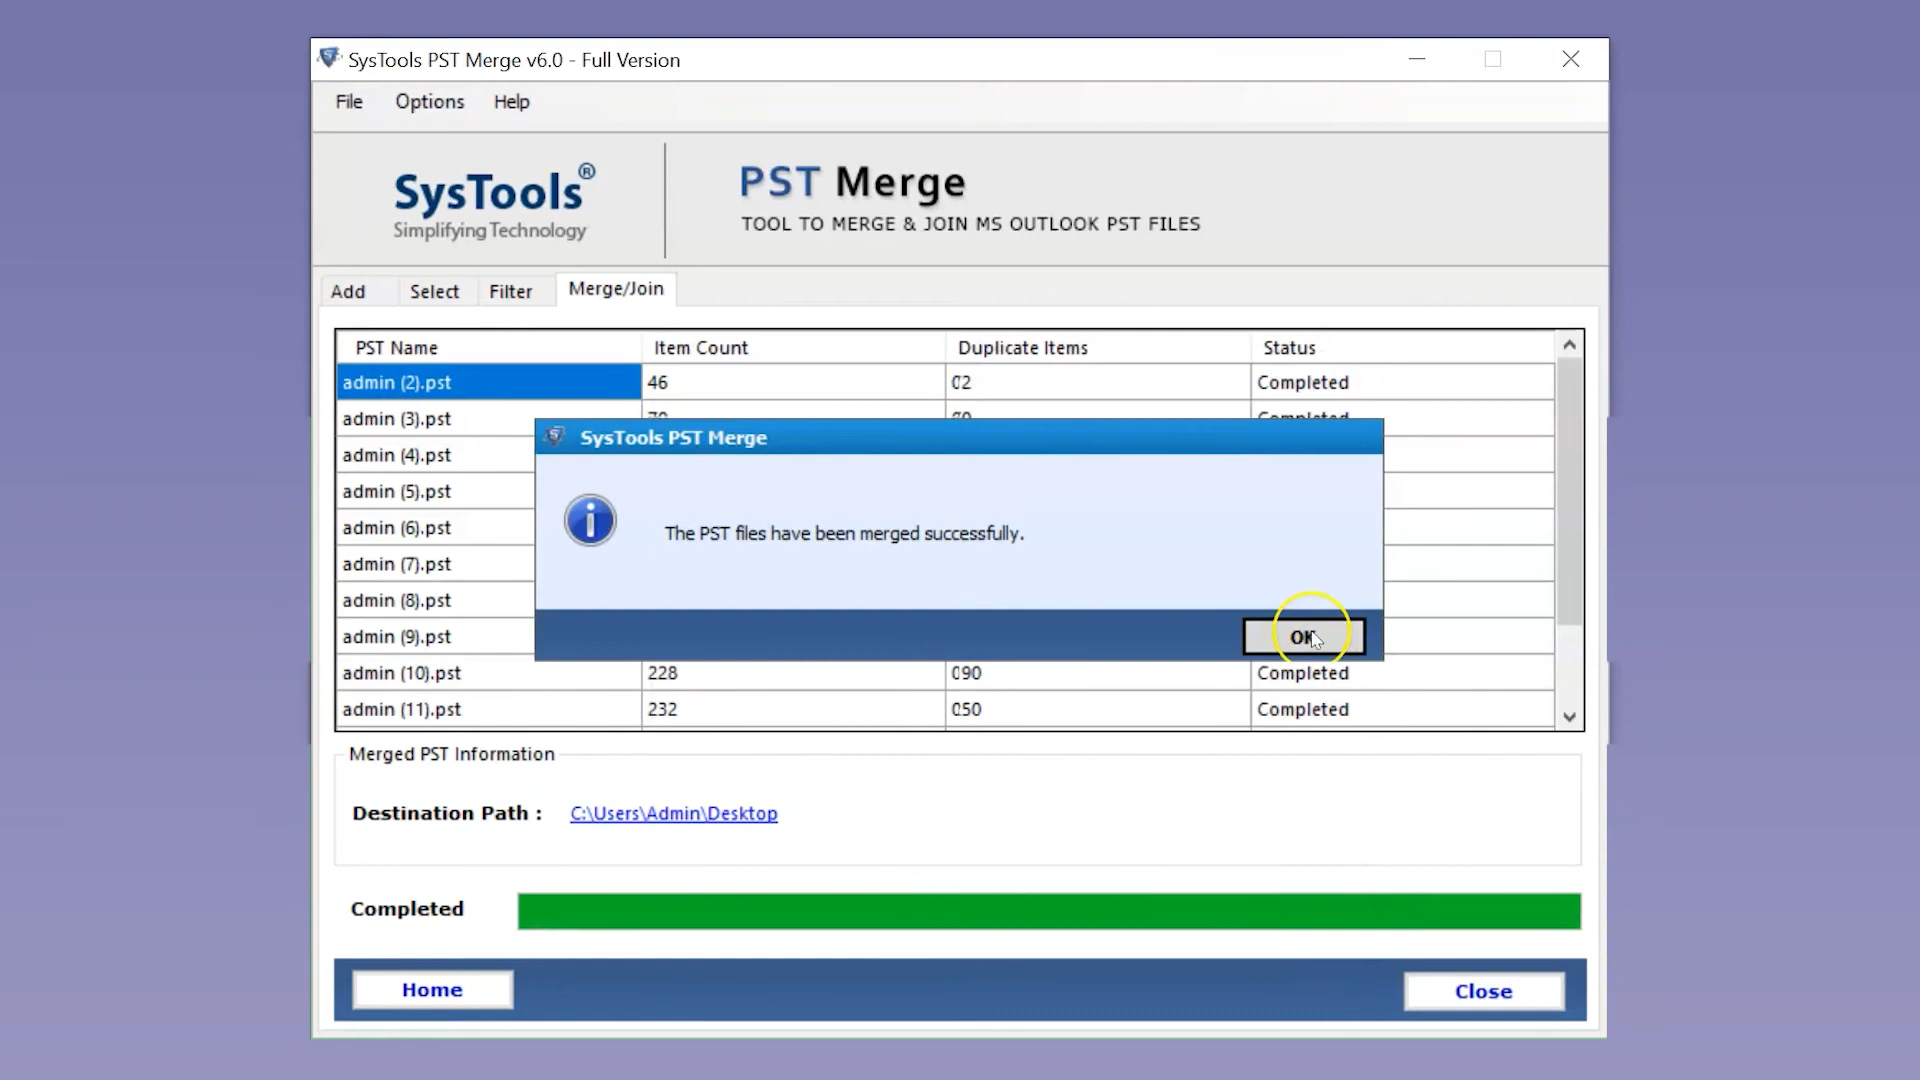 SysTools PST Merge v6.0 - Full Version
File Options Help
SysTools®
Simplifying Technology
PST Merge
TOOL TO MERGE & JOIN MS OUTLOOK PST FILES
Add Select Filter Merge/Join
PST Name Item Count Duplicate Items Status
admin (2).pst 46 02 Completed
admin (3).pst
admin (4).pst
admin (5).pst
admin (6).pst
admin (7).pst
admin (8).pst
admin (9).pst
SysTools PST Merge
The PST files have been merged successfully.
OK
admin (10).pst 228 090 Completed
admin (11).pst 232 050 Completed
Merged PST Information
Destination Path : C:\Users\Admin\Desktop
Completed
Home Close